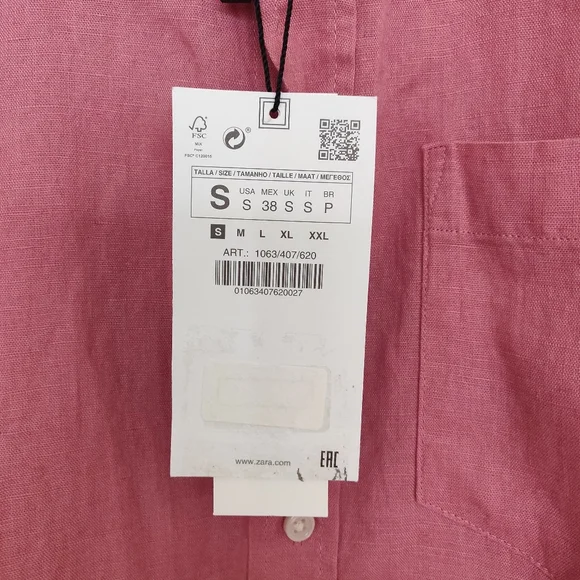 FSC
MIX
FSC® C129610
TALLA / SIZE / TAMANHO / TAILLE / MAAT / ΜΕΓΕΘΟΣ
S
USA MEX UK IT BR
S 38 S S P
S M L XL XXL
ART.: 1063/407/620
01063407620027
www.zara.com
EAC